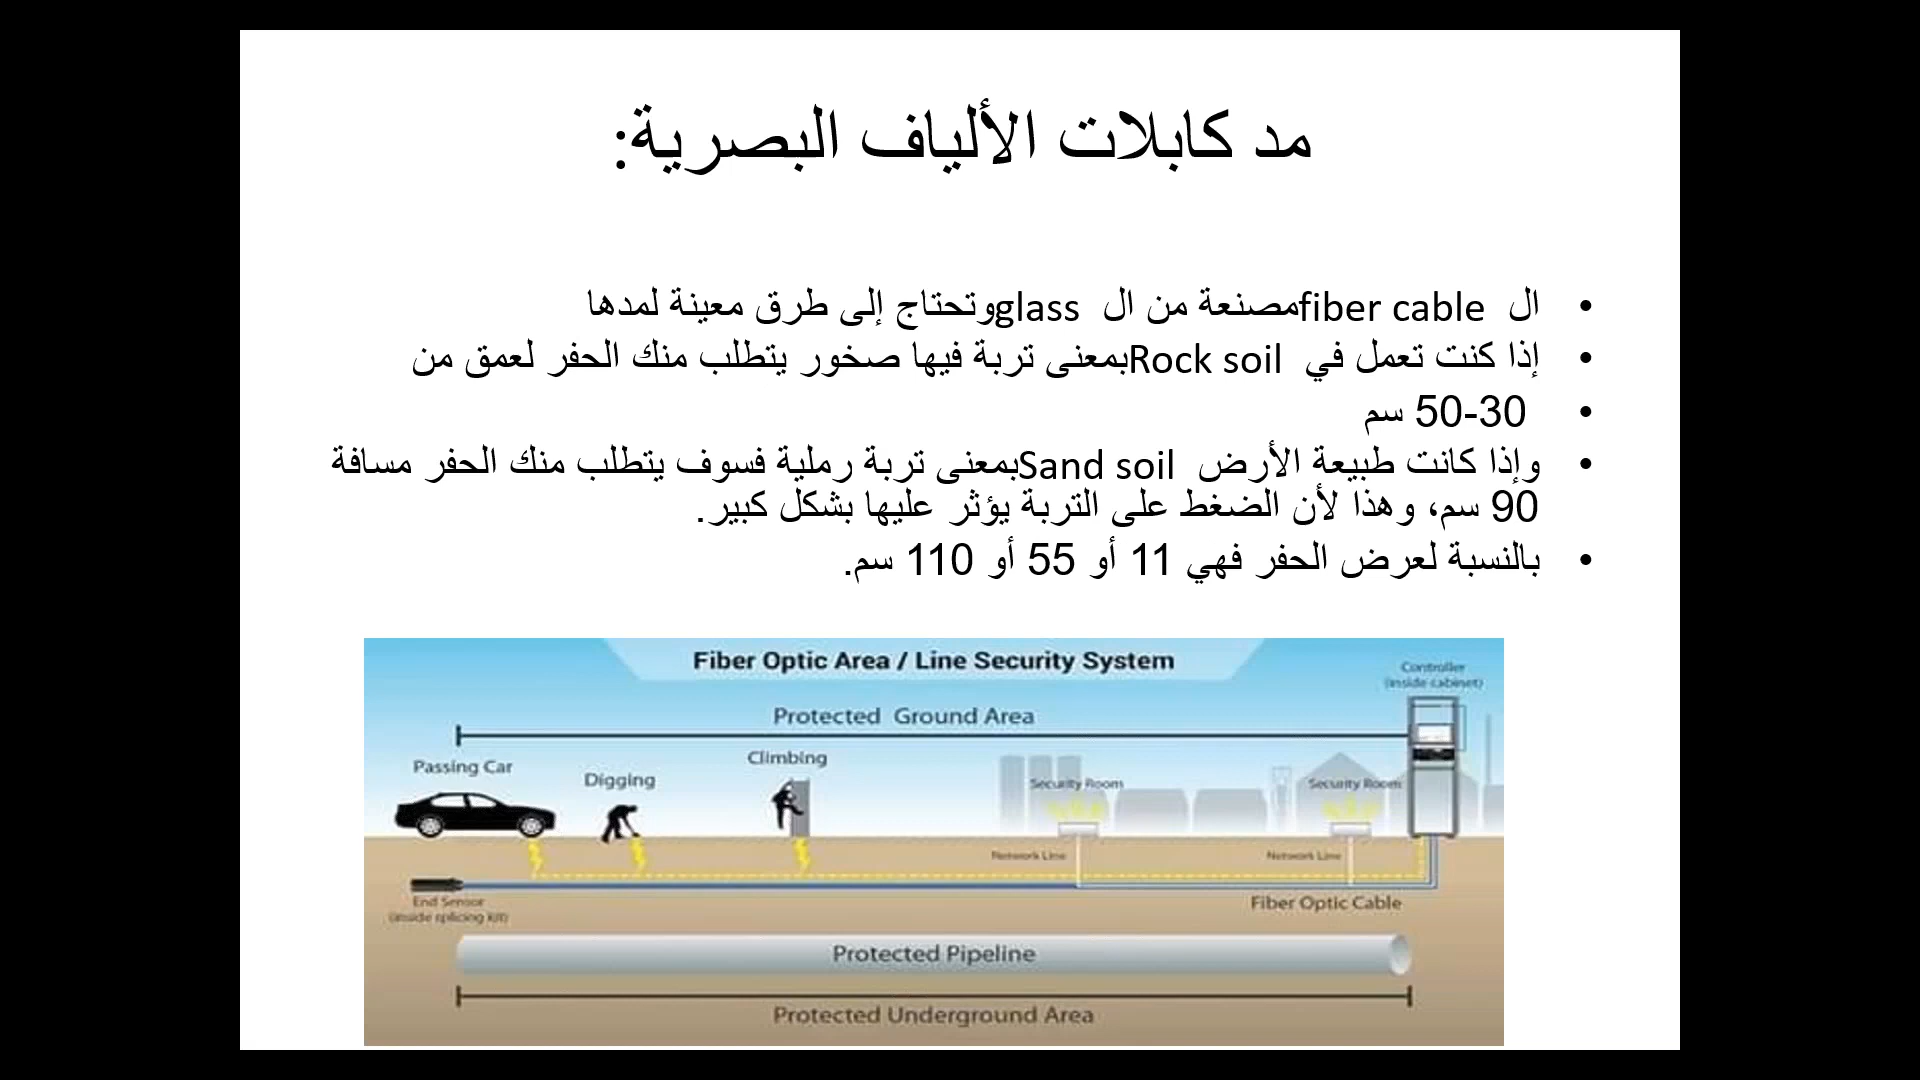 مد كابلات الألياف البصرية:
• ال fiber cable مصنعة من ال glass وتحتاج إلى طرق معينة لمدها
• إذا كنت تعمل في Rock soil بمعنى تربة فيها صخور يتطلب منك الحفر لعمق من
• 30-50 سم
• وإذا كانت طبيعة الأرض Sand soil بمعنى تربة رملية فسوف يتطلب منك الحفر مسافة
90 سم، وهذا لأن الضغط على التربة يؤثر عليها بشكل كبير.
• بالنسبة لعرض الحفر فهي 11 أو 55 أو 110 سم.
Fiber Optic Area / Line Security System
Controller
(inside cabinet)
Protected Ground Area
Passing Car
Digging
Climbing
Security Room
Security Room
Network Line
Network Line
End Sensor
(inside splicing kit)
Fiber Optic Cable
Protected Pipeline
Protected Underground Area